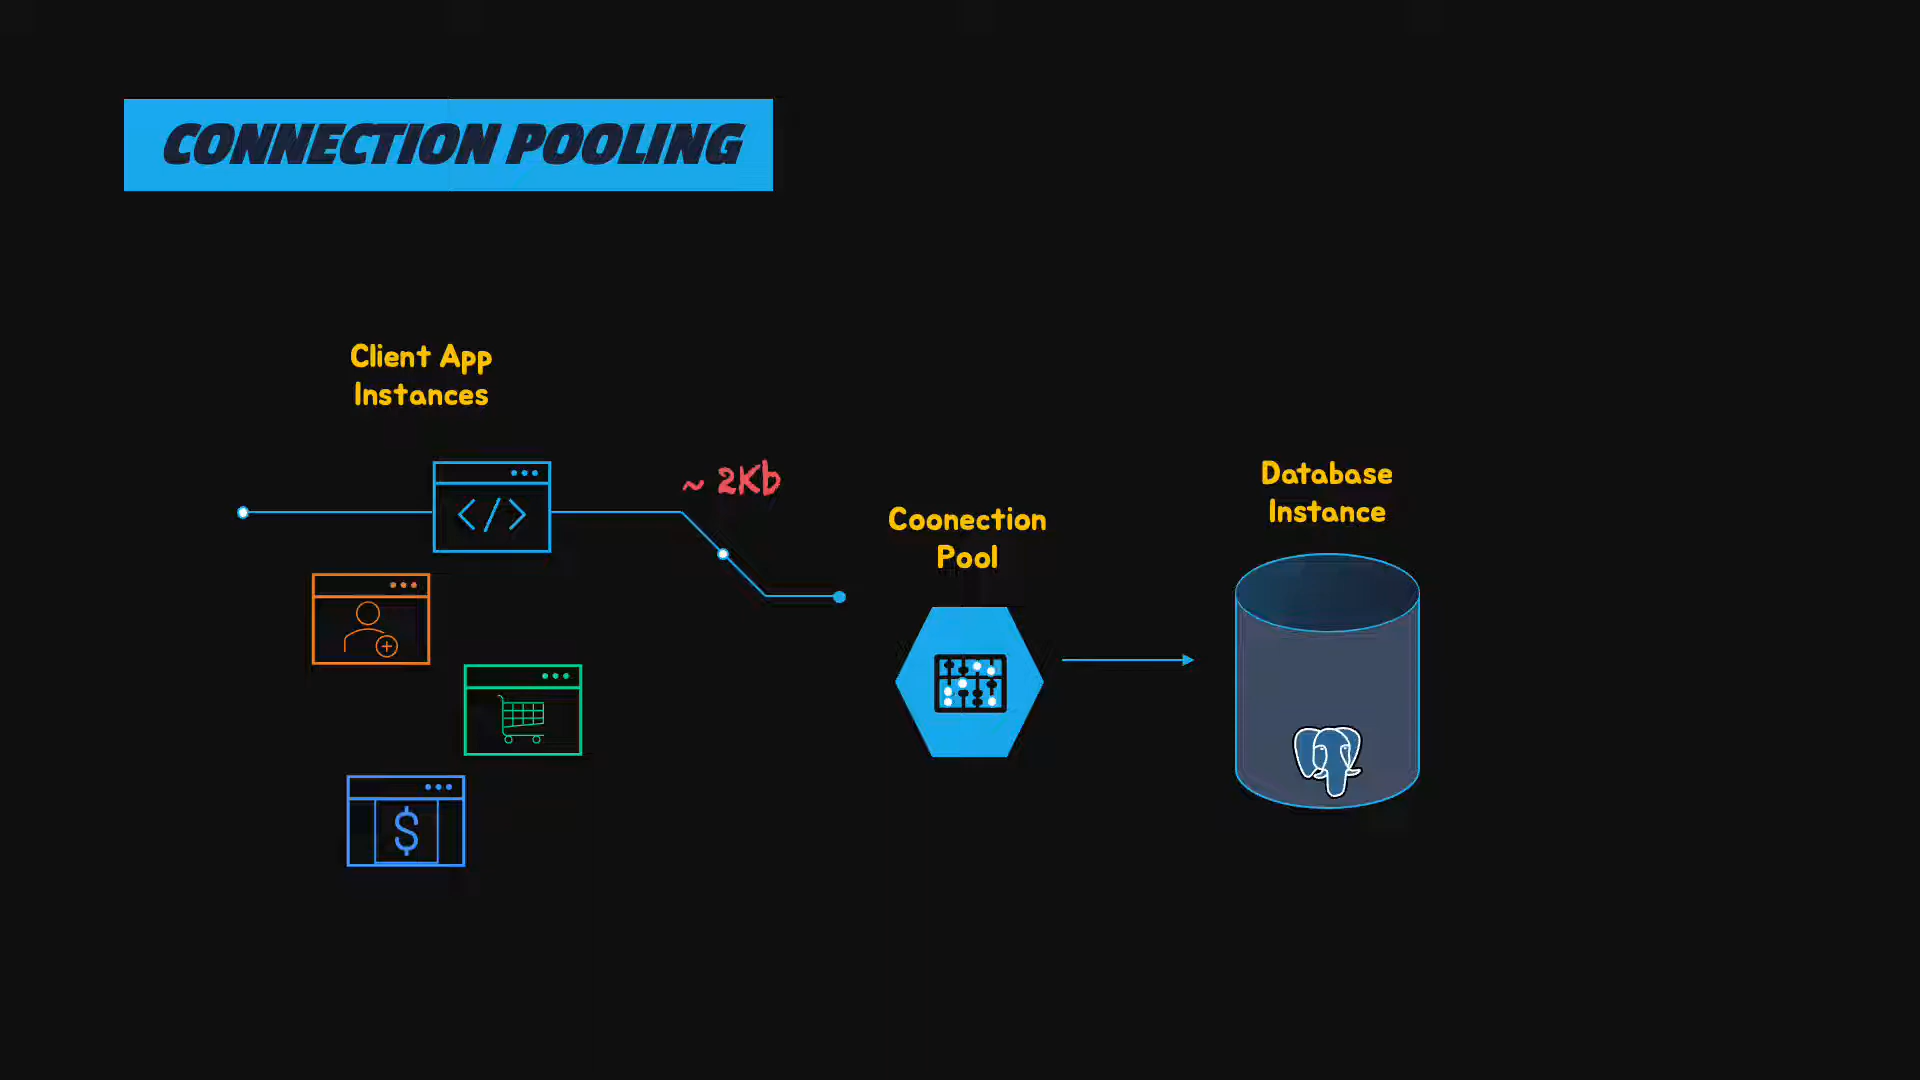 CONNECTION POOLING
Client App
Instances
~ 2Kb
Coonection
Pool
Database
Instance
</>
$